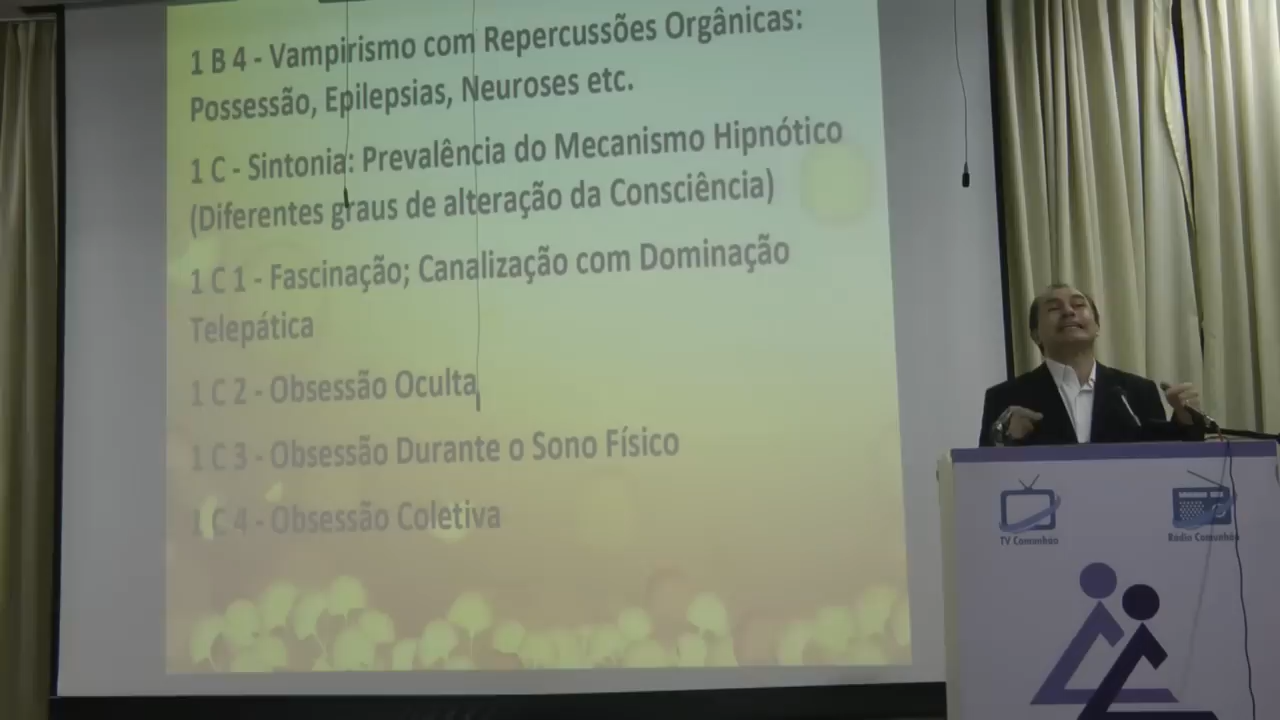 1 B 4 - Vampirismo com Repercussões Orgânicas:
Possessão, Epilepsias, Neuroses etc.
1 C - Sintonia: Prevalência do Mecanismo Hipnótico
(Diferentes graus de alteração da Consciência)
1 C 1 - Fascinação; Canalização com Dominação
Telepática
1 C 2 - Obsessão Oculta
1 C 3 - Obsessão Durante o Sono Físico
1 C 4 - Obsessão Coletiva
TV Comunhão
Rádio Comunhão